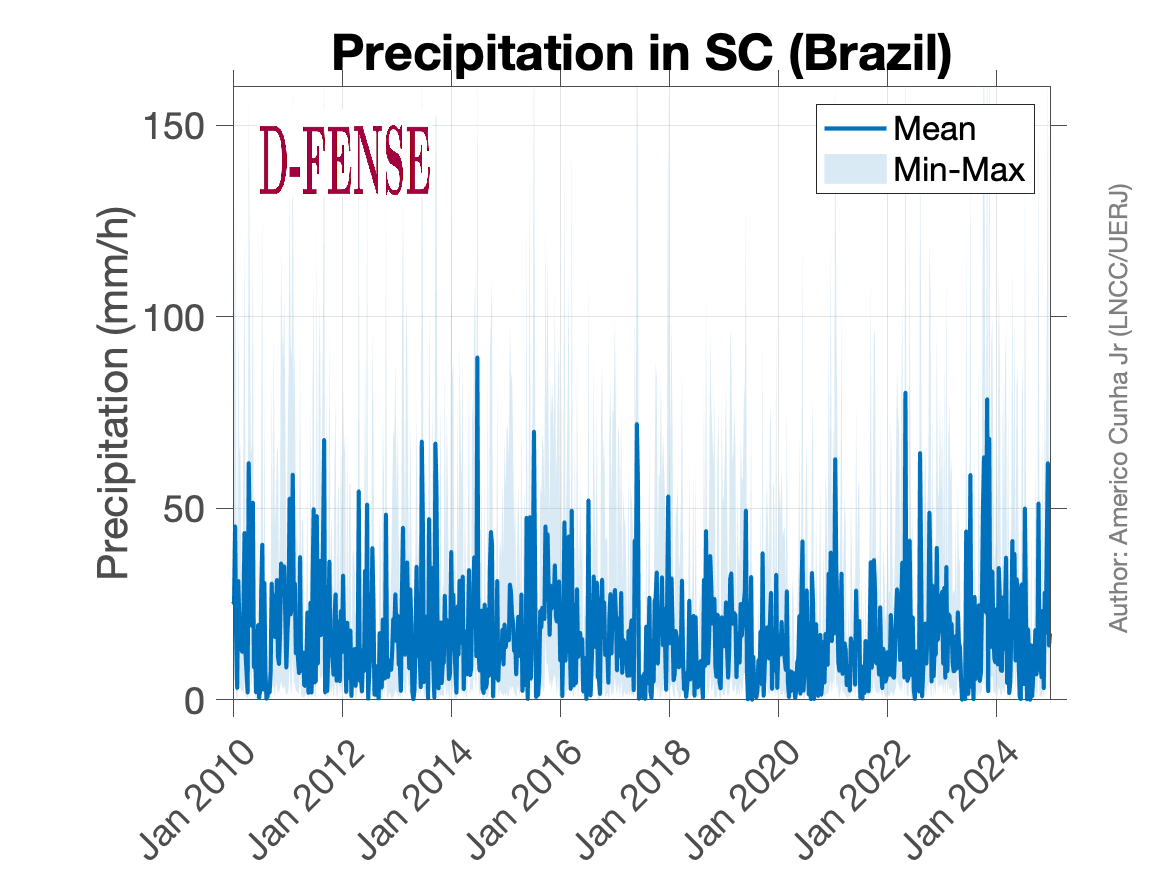 Precipitation in SC (Brazil)
D-FENSE
Mean
Min-Max
Precipitation (mm/h)
150
100
50
0
Jan 2010
Jan 2012
Jan 2014
Jan 2016
Jan 2018
Jan 2020
Jan 2022
Jan 2024
Author: Americo Cunha Jr (LNCC/UERJ)